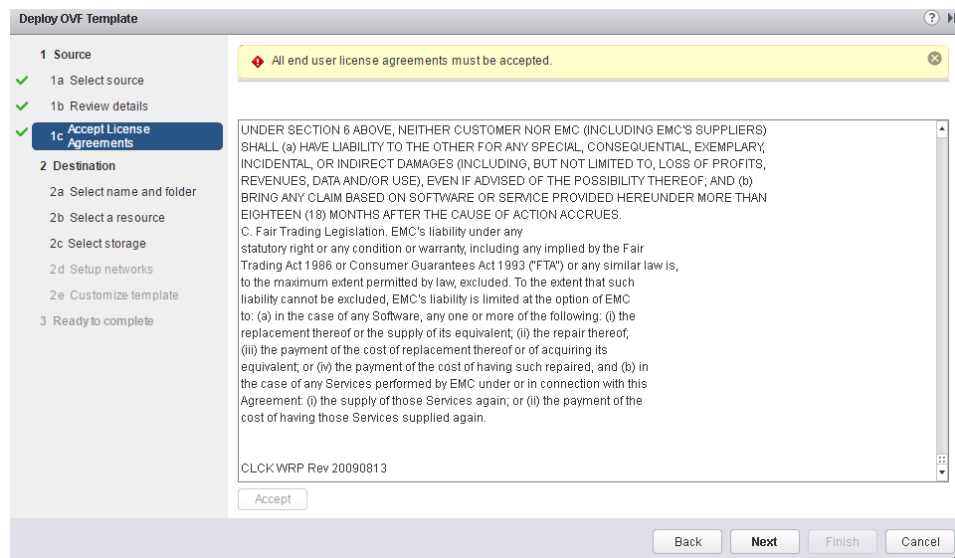 Deploy OVF Template
1 Source
1a Select source
1b Review details
1c Accept License
Agreements
2 Destination
2a Select name and folder
2b Select a resource
2c Select storage
2d Setup networks
2e Customize template
3 Ready to complete
All end user license agreements must be accepted.
UNDER SECTION 6 ABOVE, NEITHER CUSTOMER NOR EMC (INCLUDING EMC'S SUPPLIERS)
SHALL (a) HAVE LIABILITY TO THE OTHER FOR ANY SPECIAL, CONSEQUENTIAL, EXEMPLARY,
INCIDENTAL, OR INDIRECT DAMAGES (INCLUDING, BUT NOT LIMITED TO, LOSS OF PROFITS,
REVENUES, DATA AND/OR USE), EVEN IF ADVISED OF THE POSSIBILITY THEREOF; AND (b)
BRING ANY CLAIM BASED ON SOFTWARE OR SERVICE PROVIDED HEREUNDER MORE THAN
EIGHTEEN (18) MONTHS AFTER THE CAUSE OF ACTION ACCRUES.
C. Fair Trading Legislation. EMC's liability under any
statutory right or any condition or warranty, including any implied by the Fair
Trading Act 1986 or Consumer Guarantees Act 1993 ("FTA") or any similar law is,
to the maximum extent permitted by law, excluded. To the extent that such
liability cannot be excluded, EMC's liability is limited at the option of EMC
to: (a) in the case of any Software, any one or more of the following: (i) the
replacement thereof or the supply of its equivalent; (ii) the repair thereof;
(iii) the payment of the cost of replacement thereof or of acquiring its
equivalent; or (iv) the payment of the cost of having such repaired, and (b) in
the case of any Services performed by EMC under or in connection with this
Agreement: (i) the supply of those Services again; or (ii) the payment of the
cost of having those Services supplied again.
CLCK WRP Rev 20090813
Accept
Back
Next
Finish
Cancel